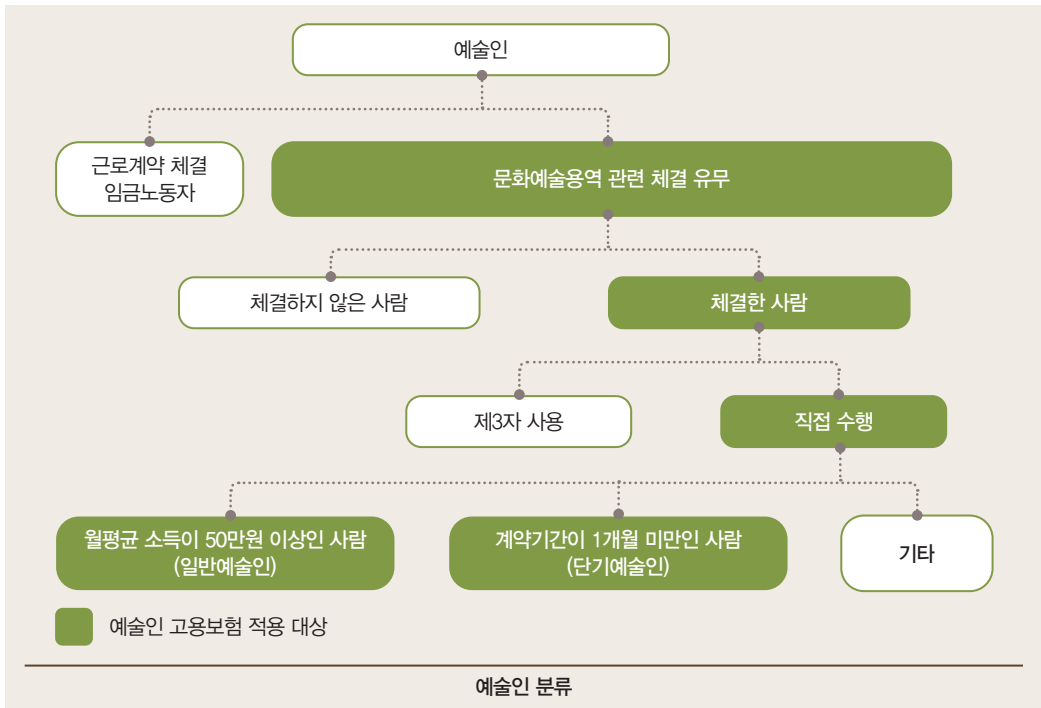 예술인
근로계약 체결
임금노동자
문화예술용역 관련 체결 유무
체결하지 않은 사람
체결한 사람
제3자 사용
직접 수행
월평균 소득이 50만원 이상인 사람
(일반예술인)
계약기간이 1개월 미만인 사람
(단기예술인)
기타
예술인 고용보험 적용 대상
예술인 분류